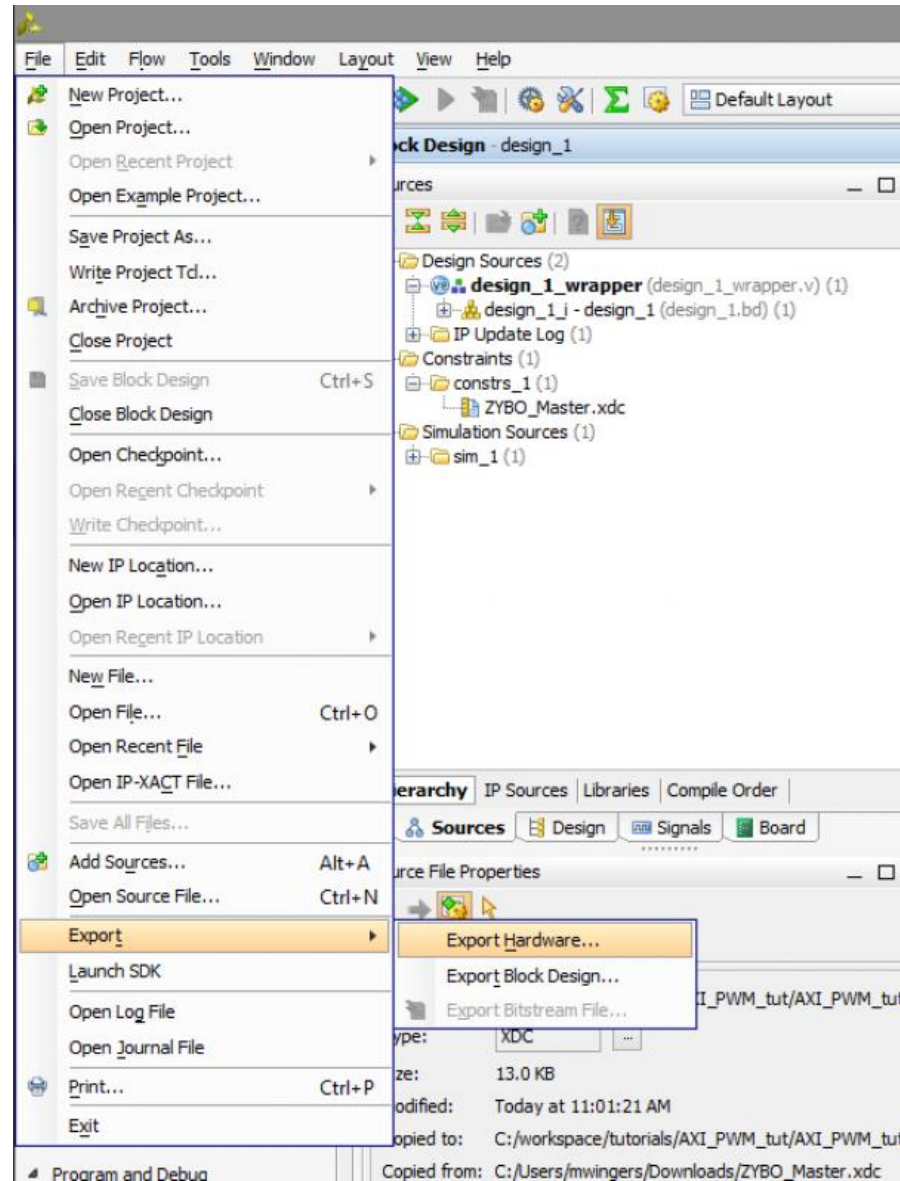 File Edit Flow Tools Window Layout View Help
New Project...
Open Project...
Open Recent Project
Open Example Project...
Save Project As...
Write Project Tcl...
Archive Project...
Close Project
Save Block Design Ctrl+S
Close Block Design
Open Checkpoint...
Open Recent Checkpoint
Write Checkpoint...
New IP Location...
Open IP Location...
Open Recent IP Location
New File...
Open File... Ctrl+O
Open Recent File
Open IP-XACT File...
Save All Files...
Add Sources... Alt+A
Open Source File... Ctrl+N
Export
Launch SDK
Open Log File
Open Journal File
Print... Ctrl+P
Exit
Program and Debug
Export Hardware...
Export Block Design...
Export Bitstream File...
Default Layout
ock Design - design_1
urces
Design Sources (2)
design_1_wrapper (design_1_wrapper.v) (1)
design_1_i - design_1 (design_1.bd) (1)
IP Update Log (1)
Constraints (1)
constrs_1 (1)
ZYBO_Master.xdc
Simulation Sources (1)
sim_1 (1)
ierarchy IP Sources Libraries Compile Order
Sources Design Signals Board
urce File Properties
XI_PWM_tut/AXI_PWM_tut
ype: XDC ...
ze: 13.0 KB
odified: Today at 11:01:21 AM
opied to: C:/workspace/tutorials/AXI_PWM_tut/AXI_PWM_tut
Copied from: C:/Users/mwingers/Downloads/ZYBO_Master.xdc